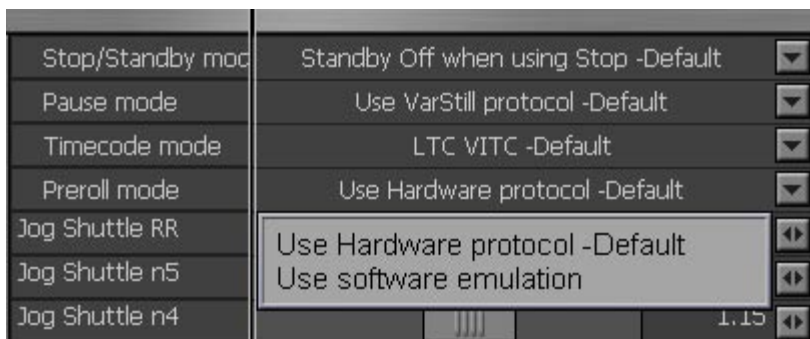 Stop/Standby mod Standby Off when using Stop -Default
Pause mode Use VarStill protocol -Default
Timecode mode LTC VITC -Default
Preroll mode Use Hardware protocol -Default
Jog Shuttle RR
Use Hardware protocol -Default
Jog Shuttle n5
Use software emulation
Jog Shuttle n4 1.15